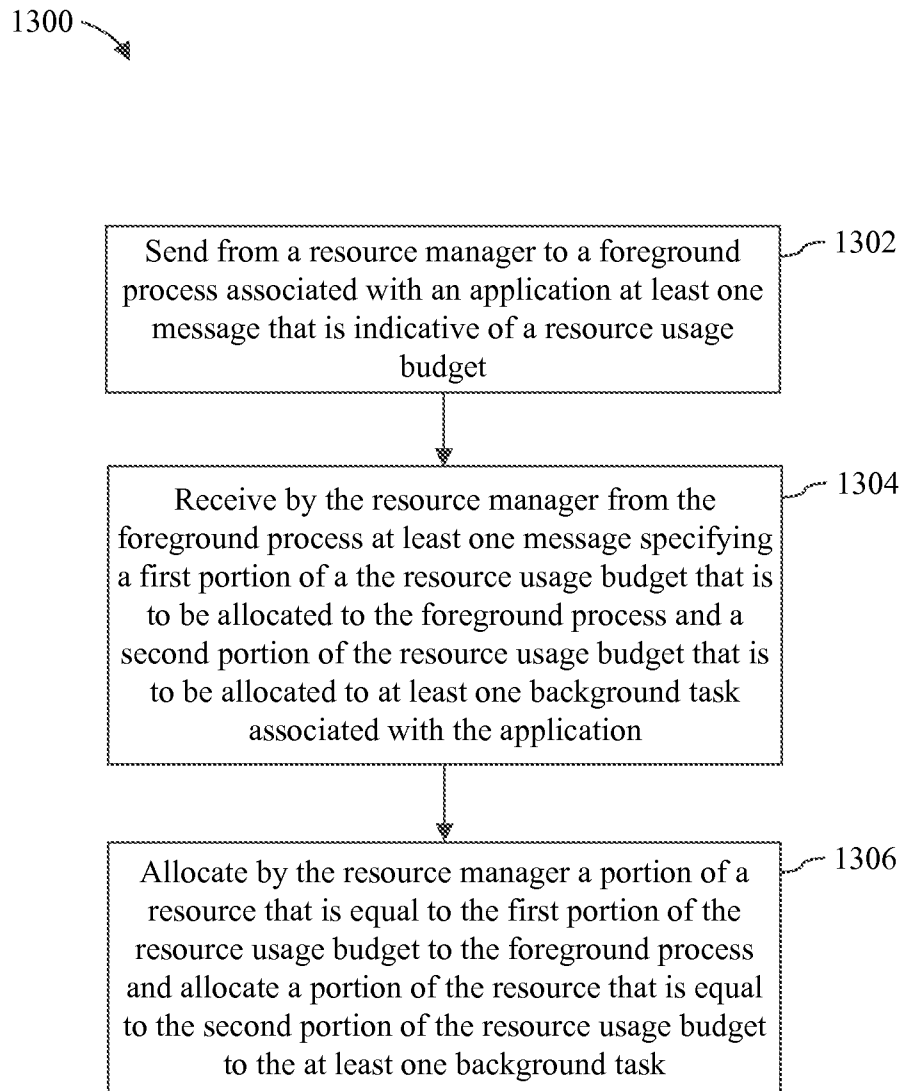 1300
1302
Send from a resource manager to a foreground
process associated with an application at least one
message that is indicative of a resource usage
budget
1304
Receive by the resource manager from the
foreground process at least one message specifying
a first portion of a the resource usage budget that is
to be allocated to the foreground process and a
second portion of the resource usage budget that is
to be allocated to at least one background task
associated with the application
1306
Allocate by the resource manager a portion of a
resource that is equal to the first portion of the
resource usage budget to the foreground process
and allocate a portion of the resource that is equal
to the second portion of the resource usage budget
to the at least one background task